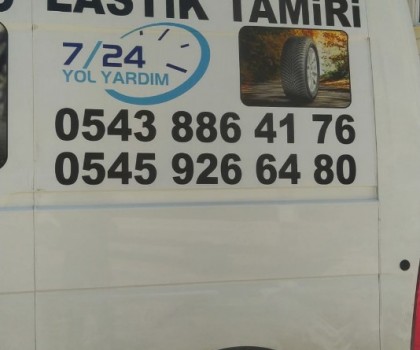 LASTİK TAMİRİ
7/24
YOL YARDIM
0543 886 41 76
0545 926 64 80